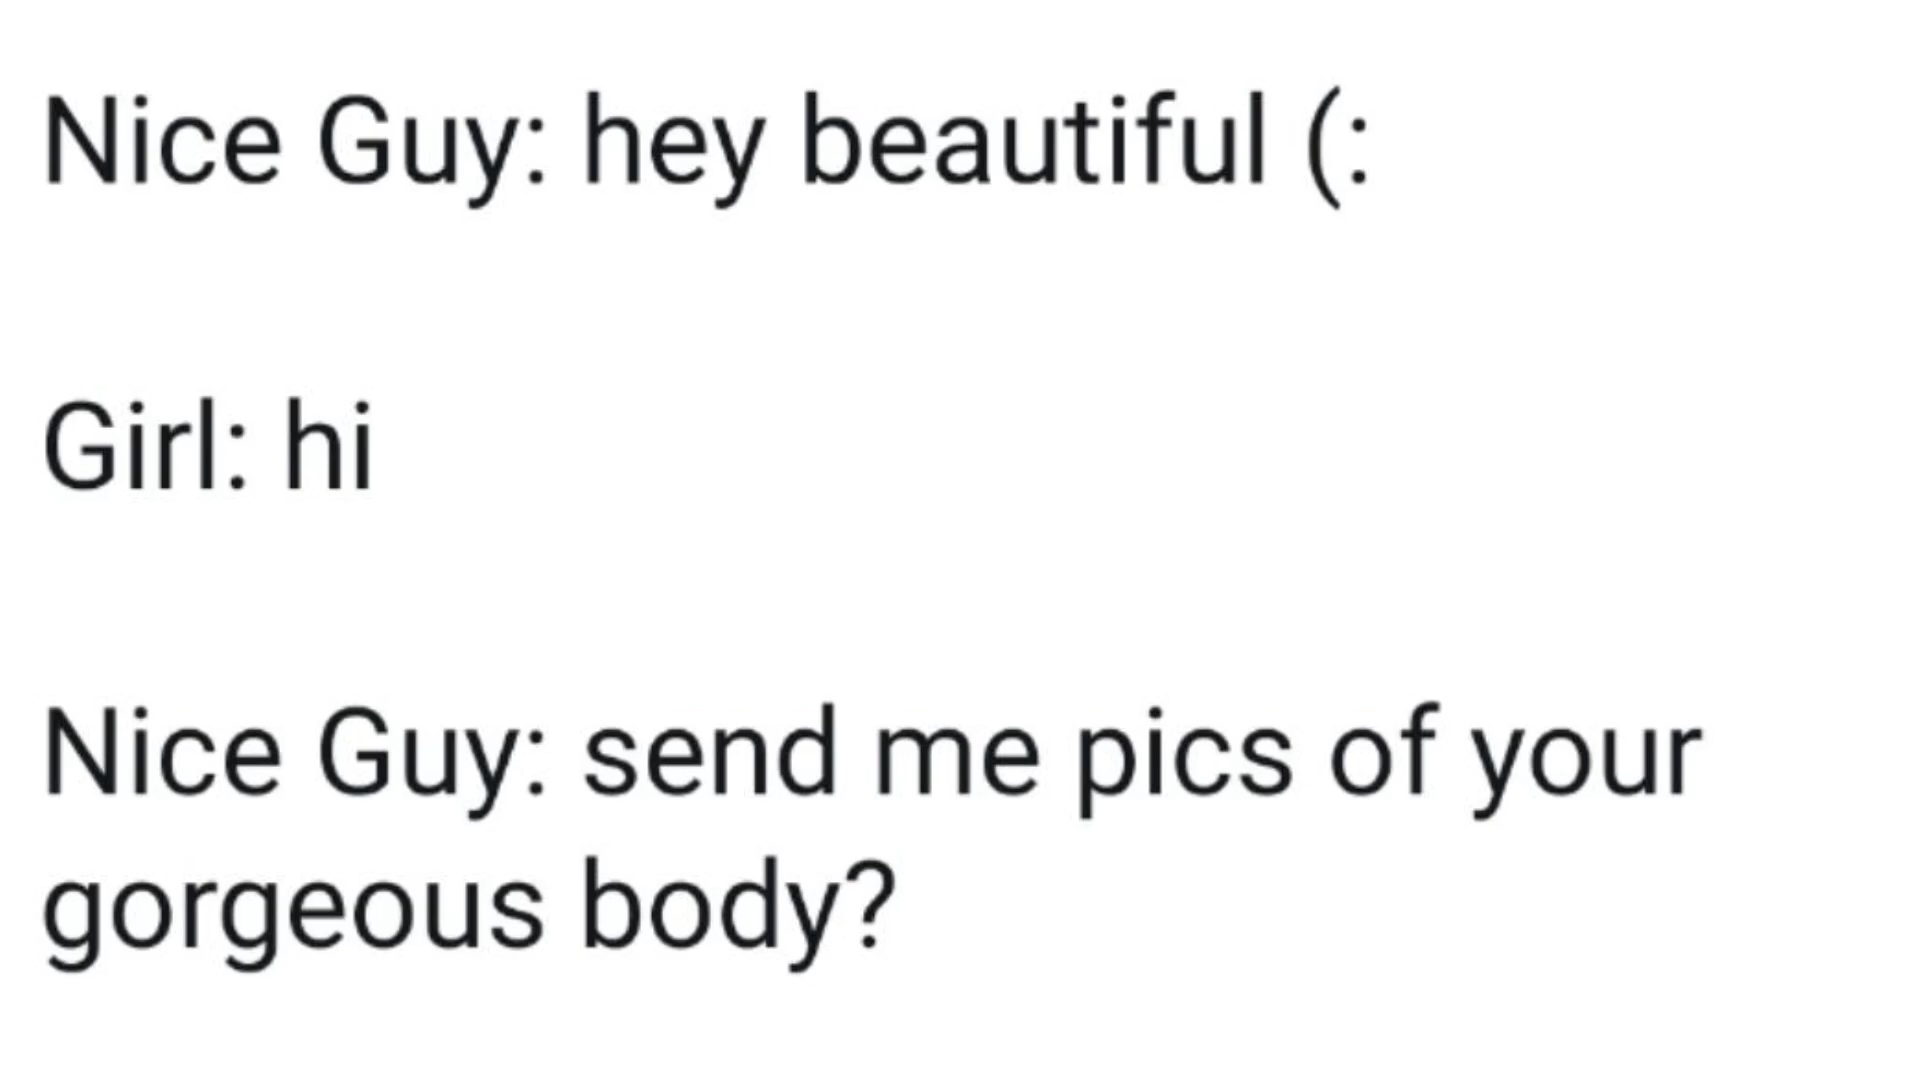 Nice Guy: hey beautiful (:
Girl: hi
Nice Guy: send me pics of your
gorgeous body?